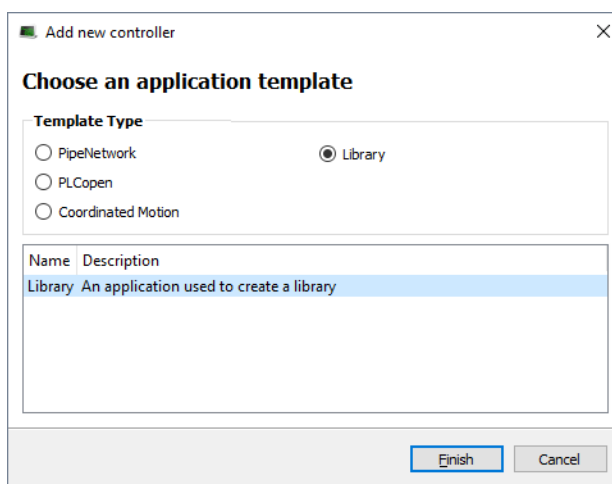 Add new controller
Choose an application template
Template Type
PipeNetwork
Library
PLCopen
Coordinated Motion
Name Description
Library An application used to create a library
Finish Cancel